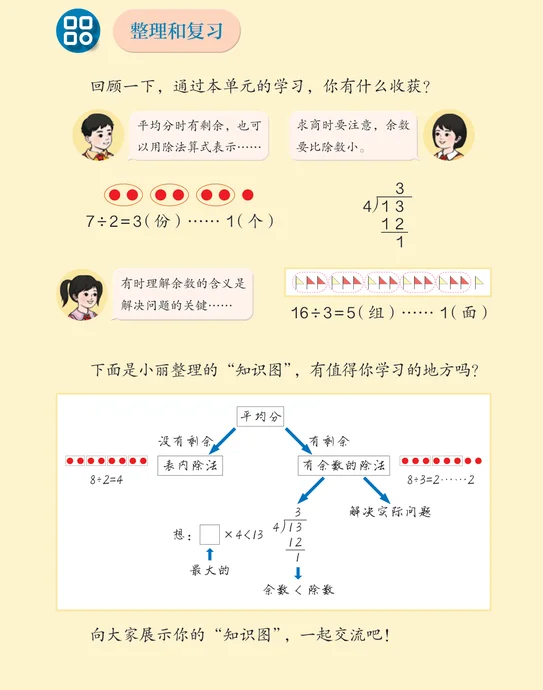 整理和复习
回顾一下，通过本单元的学习，你有什么收获？
平均分时有剩余，也可
以用除法算式表示……
求商时要注意，余数
要比除数小。
7÷2=3（份）…… 1（个）
3
4)13
12
1
有时理解余数的含义是
解决问题的关键……
16÷3=5（组）…… 1（面）
下面是小丽整理的“知识图”，有值得你学习的地方吗？
平均分
没有剩余
有剩余
表内除法
有余数的除法
8÷2=4
8÷3=2……2
解决实际问题
想：□×4<13
最大的
3
4)13
12
1
余数 < 除数
向大家展示你的“知识图”，一起交流吧！